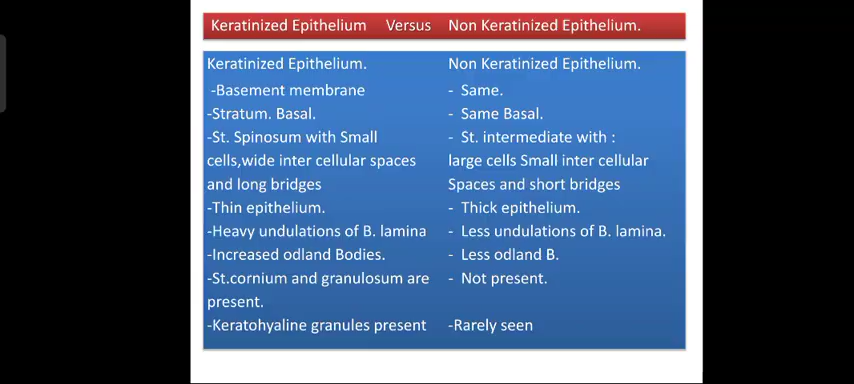 Keratinized Epithelium Versus Non Keratinized Epithelium.
Keratinized Epithelium.
-Basement membrane
-Stratum. Basal.
-St. Spinosum with Small
cells,wide inter cellular spaces
and long bridges
-Thin epithelium.
-Heavy undulations of B. lamina
-Increased odland Bodies.
-St.cornium and granulosum are
present.
-Keratohyaline granules present
Non Keratinized Epithelium.
- Same.
- Same Basal.
- St. intermediate with :
large cells Small inter cellular
Spaces and short bridges
- Thick epithelium.
- Less undulations of B. lamina.
- Less odland B.
- Not present.
-Rarely seen